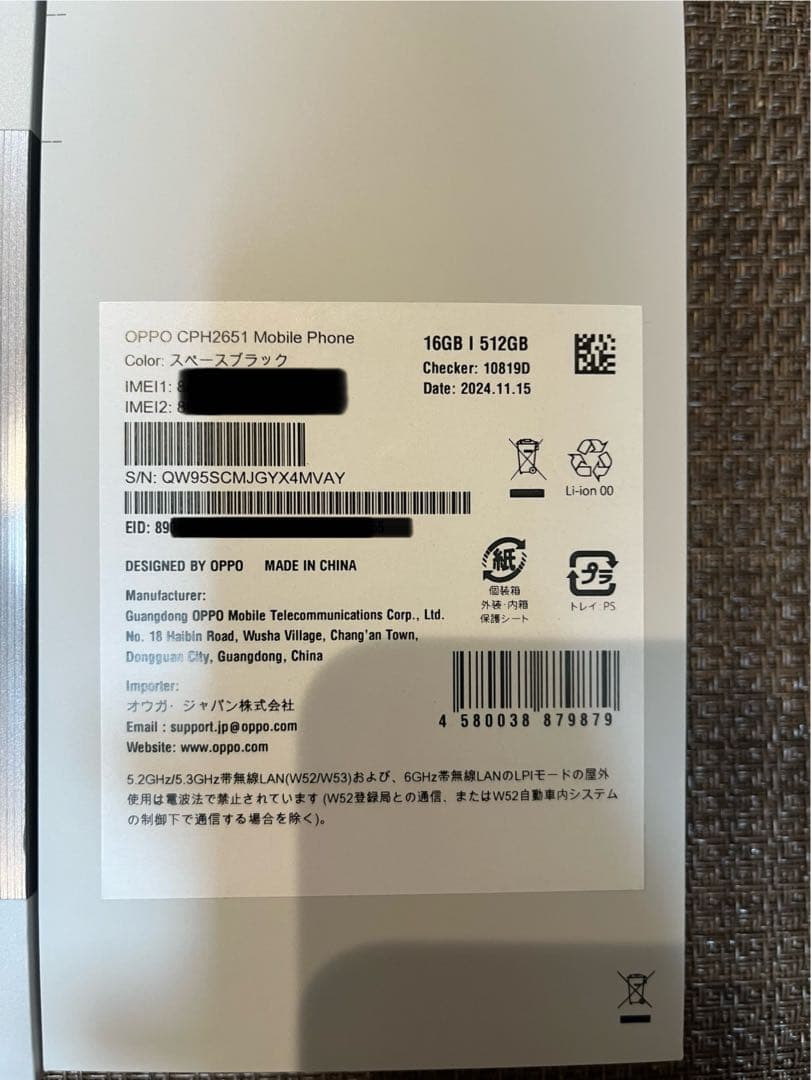 OPPO CPH2651 Mobile Phone
Color: スペースブラック
IMEI1: 8
IMEI2: 8
16GB | 512GB
Checker: 10819D
Date: 2024.11.15
S/N: QW95SCMJGYX4MVAY
Li-ion 00
EID: 89
DESIGNED BY OPPO MADE IN CHINA
紙
個装箱
外装・内箱
保護シート
プラ
トレイ:PS
Manufacturer:
Guangdong OPPO Mobile Telecommunications Corp., Ltd.
No. 18 Haibin Road, Wusha Village, Chang'an Town,
Dongguan City, Guangdong, China
Importer:
オウガ・ジャパン株式会社
Email : support.jp@oppo.com
Website: www.oppo.com
4 580038 879879
5.2GHz/5.3GHz帯無線LAN(W52/W53)および、6GHz帯無線LANのLPIモードの屋外
使用は電波法で禁止されています (W52登録局との通信、またはW52自動車内システム
の制御下で通信する場合を除く)。